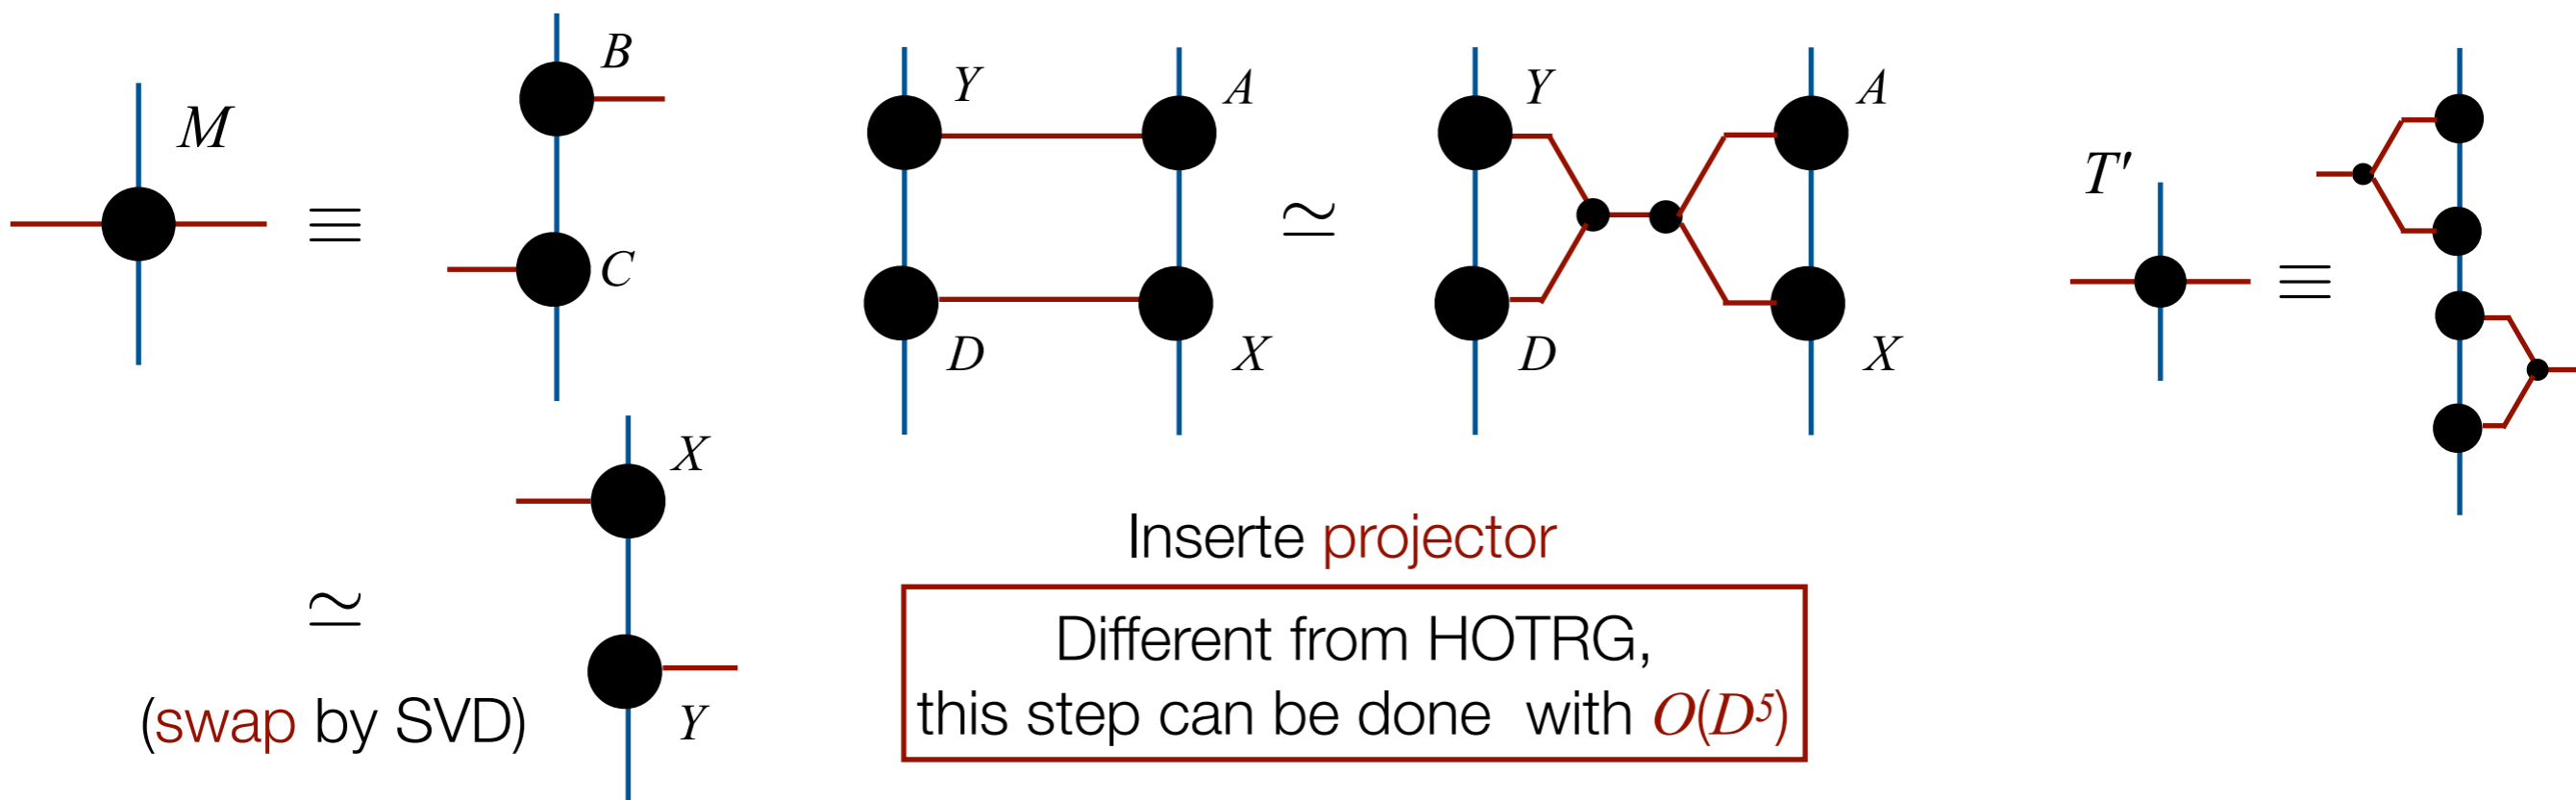 M
≡
B
C
≃
(swap by SVD)
X
Y
Y
A
D
X
≃
Y
A
D
X
Inserte projector
Different from HOTRG,
this step can be done with O(D⁵)
T′
≡